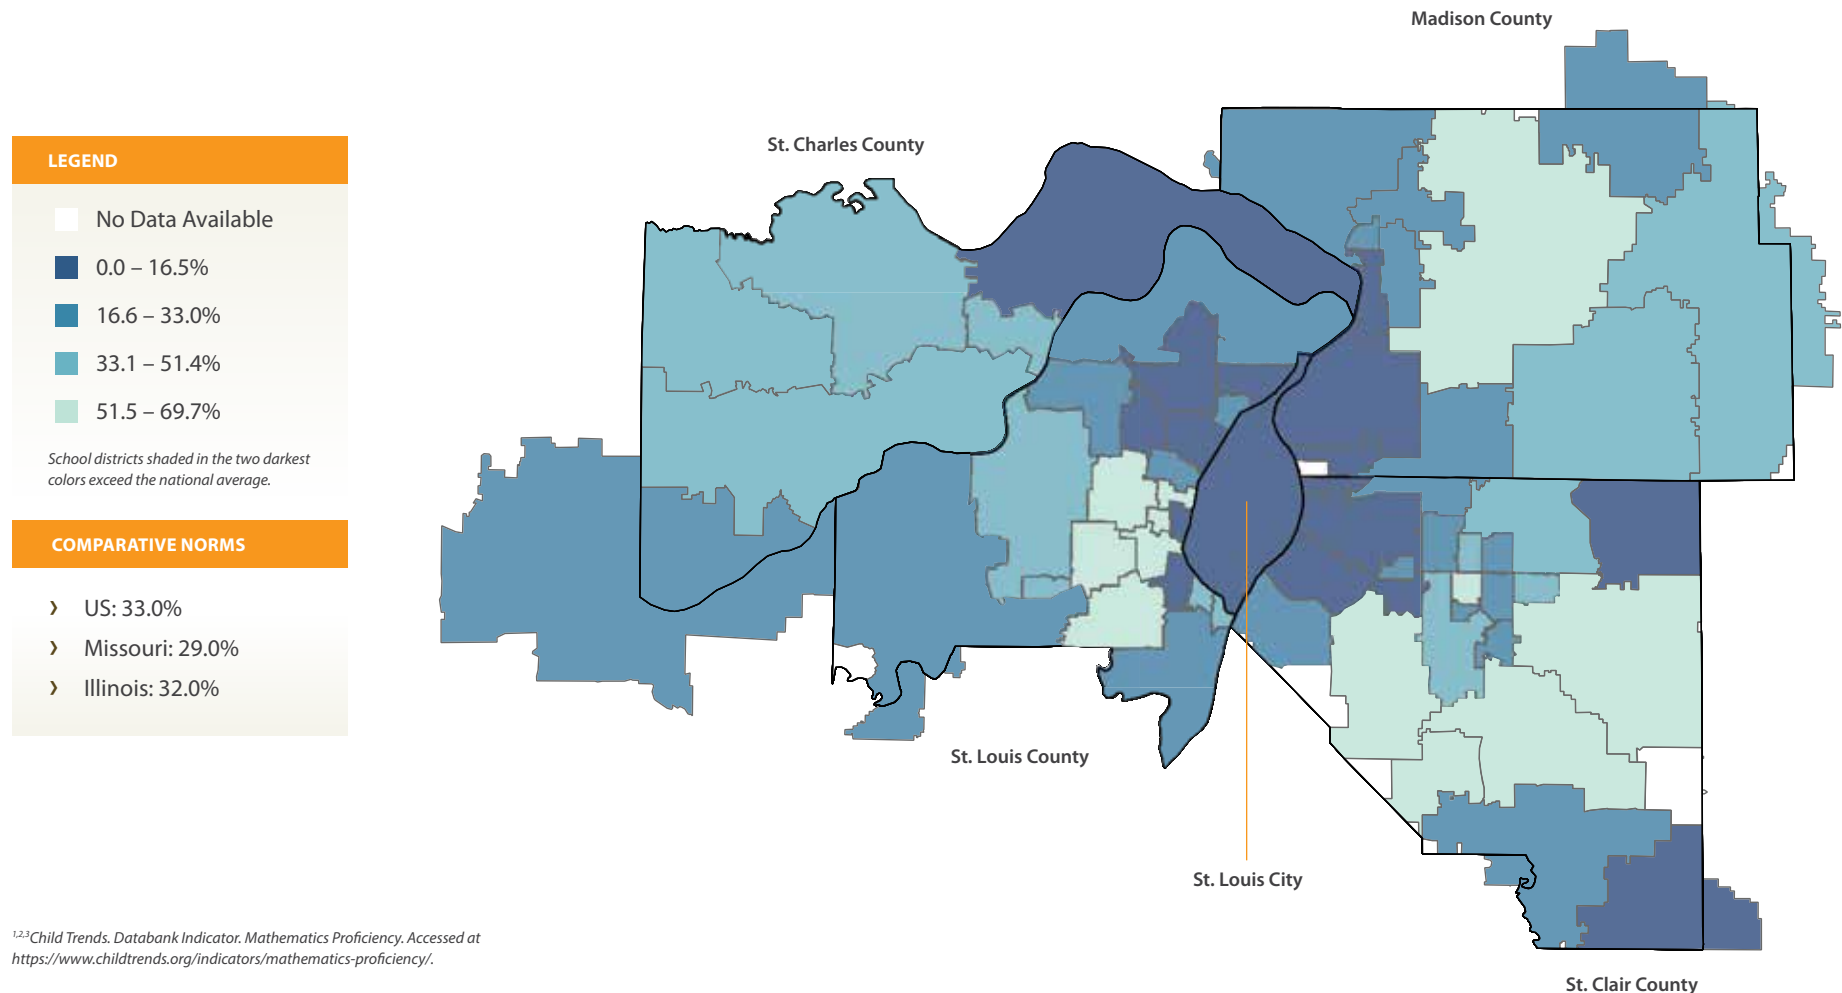 Madison County
St. Charles County
LEGEND
No Data Available
0.0 – 16.5%
16.6 – 33.0%
33.1 – 51.4%
51.5 – 69.7%
School districts shaded in the two darkest
colors exceed the national average.
COMPARATIVE NORMS
› US: 33.0%
› Missouri: 29.0%
› Illinois: 32.0%
St. Louis County
St. Louis City
1,2,3Child Trends. Databank Indicator. Mathematics Proficiency. Accessed at
https://www.childtrends.org/indicators/mathematics-proficiency/.
St. Clair County